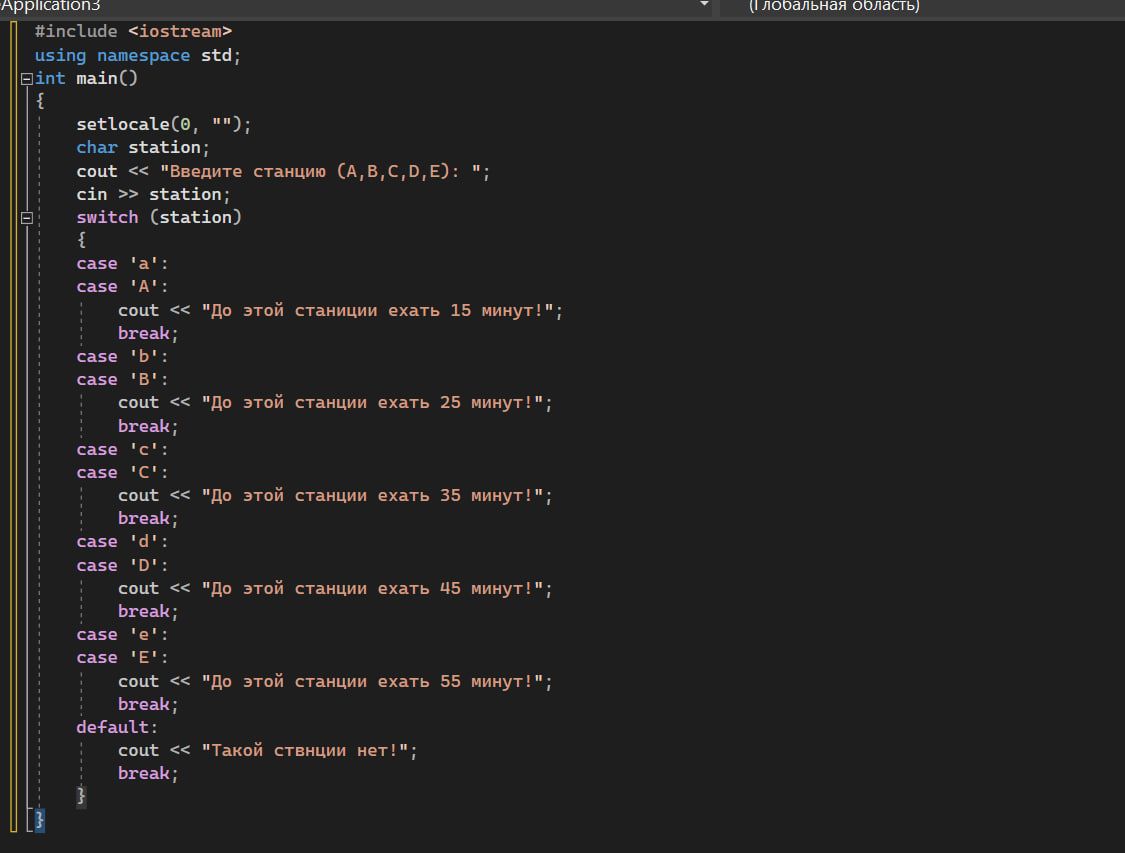 Application3 (Глобальная область)
#include <iostream>
using namespace std;
int main()
{
setlocale(0, "");
char station;
cout << "Введите станцию (A,B,C,D,E): ";
cin >> station;
switch (station)
{
case 'a':
case 'A':
cout << "До этой станиции ехать 15 минут!";
break;
case 'b':
case 'B':
cout << "До этой станции ехать 25 минут!";
break;
case 'c':
case 'C':
cout << "До этой станции ехать 35 минут!";
break;
case 'd':
case 'D':
cout << "До этой станции ехать 45 минут!";
break;
case 'e':
case 'E':
cout << "До этой станции ехать 55 минут!";
break;
default:
cout << "Такой ствнции нет!";
break;
}
}